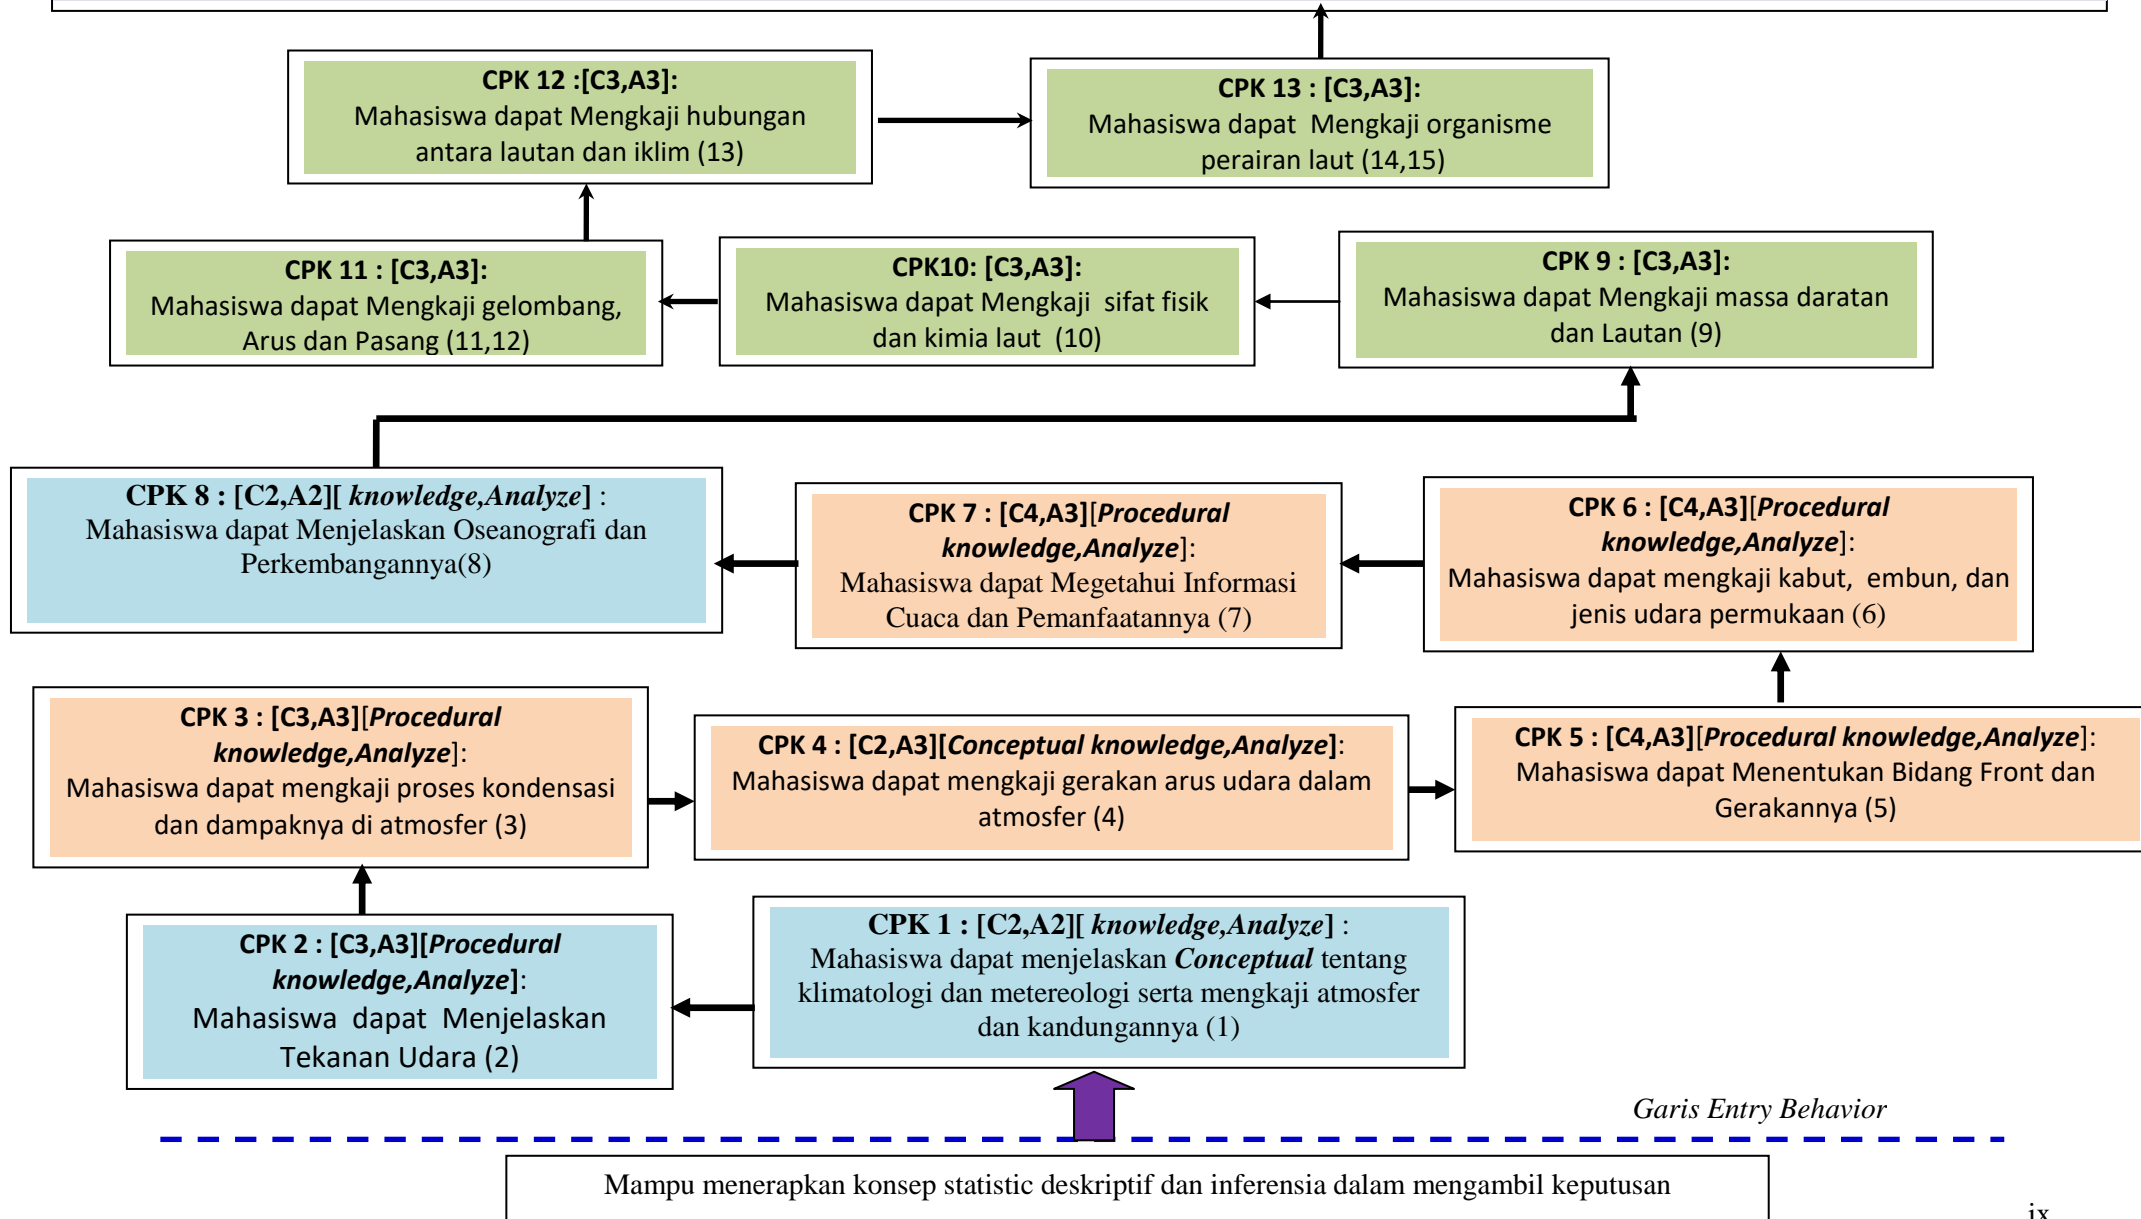 CPK 12 :[C3,A3]:
Mahasiswa dapat Mengkaji hubungan
antara lautan dan iklim (13)
CPK 13 : [C3,A3]:
Mahasiswa dapat  Mengkaji organisme
perairan laut (14,15)
CPK 11 : [C3,A3]:
Mahasiswa dapat Mengkaji gelombang,
Arus dan Pasang (11,12)
CPK10: [C3,A3]:
Mahasiswa dapat Mengkaji  sifat fisik
dan kimia laut  (10)
CPK 9 : [C3,A3]:
Mahasiswa dapat Mengkaji massa daratan
dan Lautan (9)
CPK 8 : [C2,A2][ knowledge,Analyze] :
Mahasiswa dapat Menjelaskan Oseanografi dan
Perkembangannya(8)
CPK 7 : [C4,A3][Procedural
knowledge,Analyze]:
Mahasiswa dapat Megetahui Informasi
Cuaca dan Pemanfaatannya (7)
CPK 6 : [C4,A3][Procedural
knowledge,Analyze]:
Mahasiswa dapat mengkaji kabut,  embun, dan
jenis udara permukaan (6)
CPK 3 : [C3,A3][Procedural
knowledge,Analyze]:
Mahasiswa dapat mengkaji proses kondensasi
dan dampaknya di atmosfer (3)
CPK 4 : [C2,A3][Conceptual knowledge,Analyze]:
Mahasiswa dapat mengkaji gerakan arus udara dalam
atmosfer (4)
CPK 5 : [C4,A3][Procedural knowledge,Analyze]:
Mahasiswa dapat Menentukan Bidang Front dan
Gerakannya (5)
CPK 2 : [C3,A3][Procedural
knowledge,Analyze]:
Mahasiswa  dapat  Menjelaskan
Tekanan Udara (2)
CPK 1 : [C2,A2][ knowledge,Analyze] :
Mahasiswa dapat menjelaskan Conceptual tentang
klimatologi dan metereologi serta mengkaji atmosfer
dan kandungannya (1)
Garis Entry Behavior
Mampu menerapkan konsep statistic deskriptif dan inferensia dalam mengambil keputusan
ix